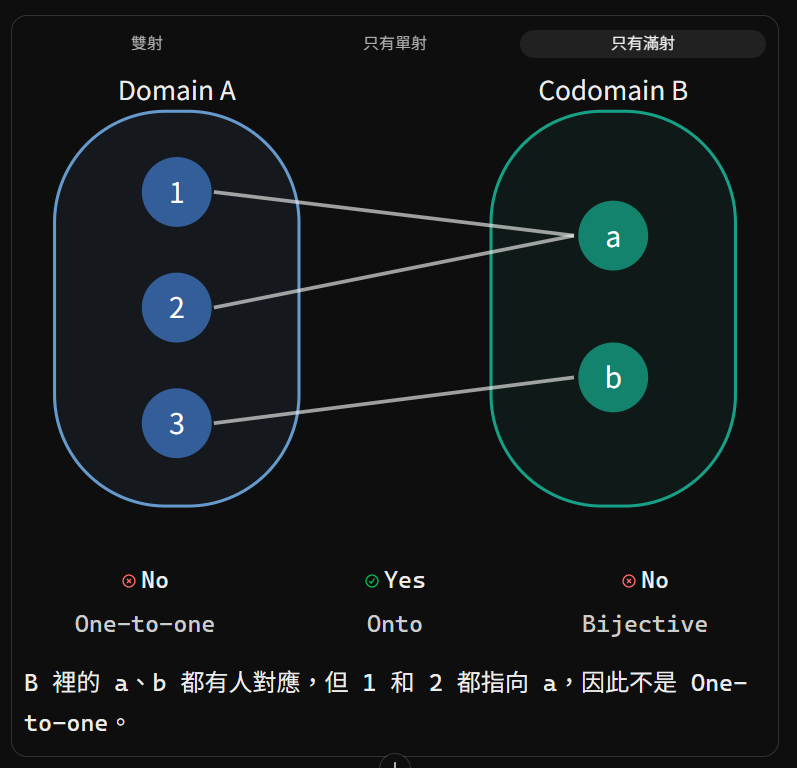 雙射 只有單射 只有滿射
Domain A Codomain B
1
a
2
b
3
No Yes No
One-to-one Onto Bijective
B 裡的 a、b 都有人對應，但 1 和 2 都指向 a，因此不是 One-
to-one。